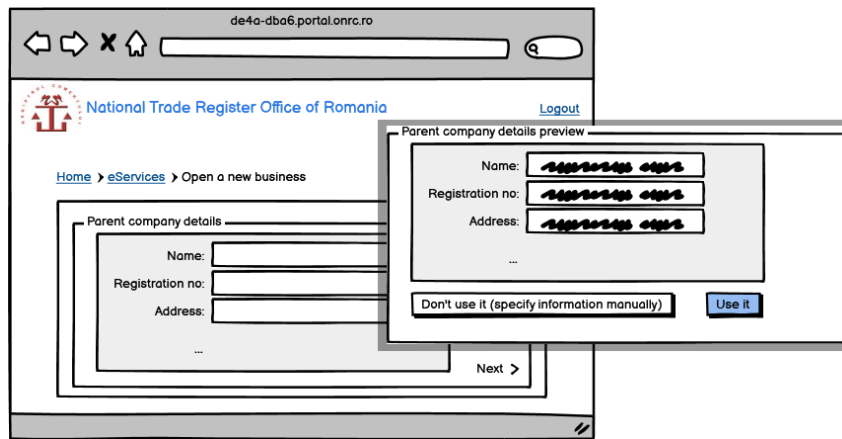 de4a-dba6.portal.onrc.ro
National Trade Register Office of Romania
Logout
Home > eServices > Open a new business
Parent company details
Name:
Registration no:
Address:
...
Next >
Parent company details preview
Name:
Registration no:
Address:
...
Don't use it (specify information manually)
Use it